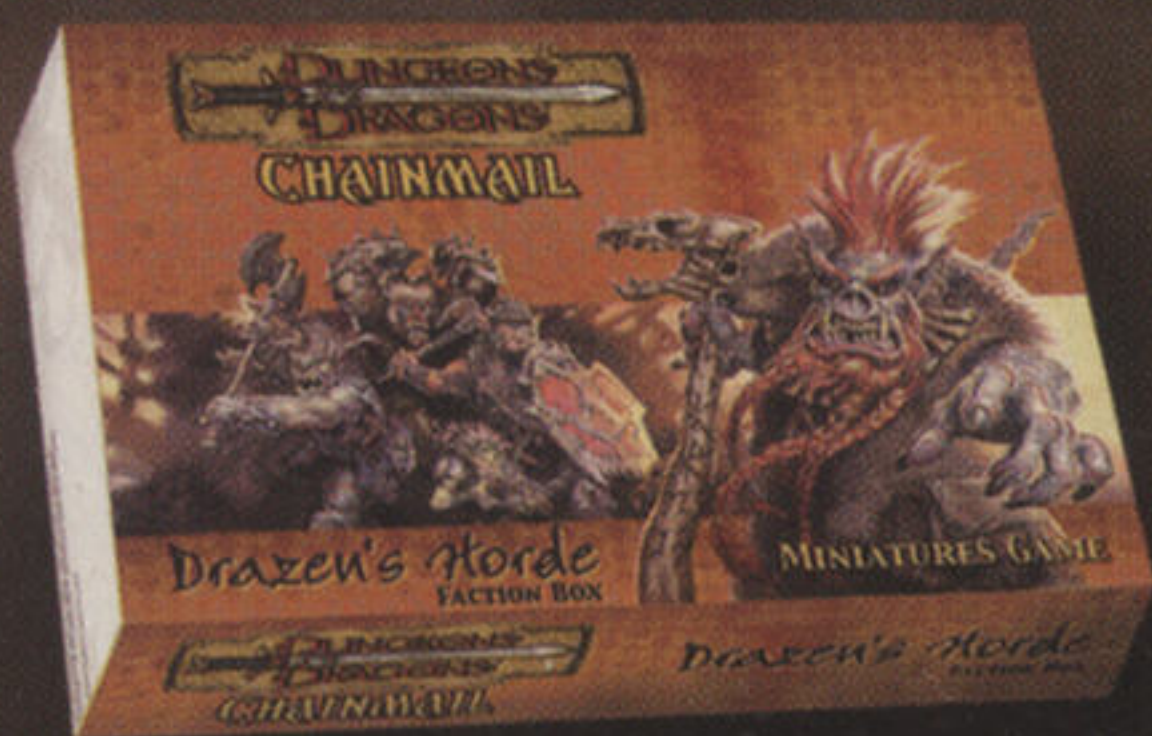 DUNGEONS
DRAGONS
CHAINMAIL
Drazen's Horde
FACTION BOX
MINIATURES GAME
DUNGEONS
DRAGONS
CHAINMAIL
Drazen's Horde
FACTION BOX